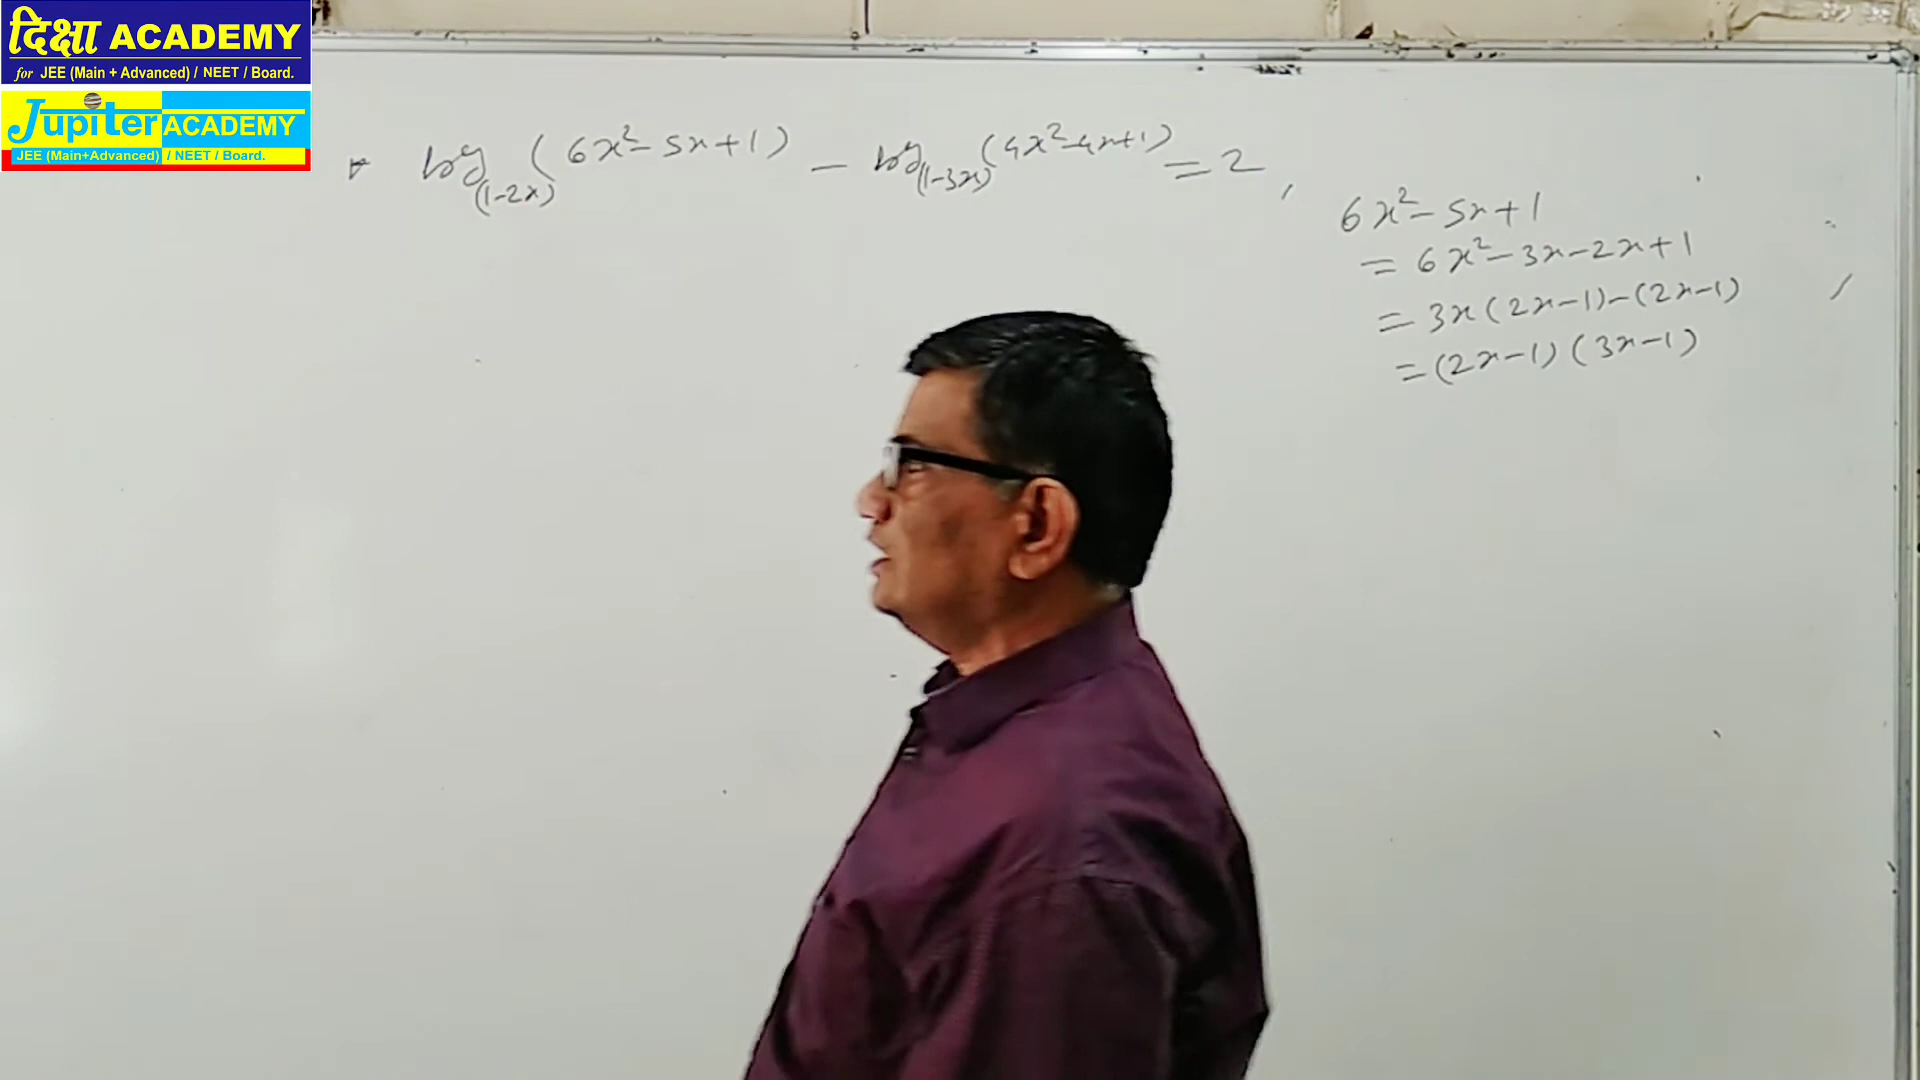 दिक्षा ACADEMY
for JEE (Main + Advanced) / NEET / Board.
Jupiter ACADEMY
JEE (Main+Advanced) / NEET / Board.
log₍₁₋₂ₓ₎(6x²-5x+1) - log₍₁₋₃ₓ₎(4x²-4x+1) = 2,
6x²-5x+1
= 6x²-3x-2x+1
= 3x(2x-1)-(2x-1)
= (2x-1)(3x-1)